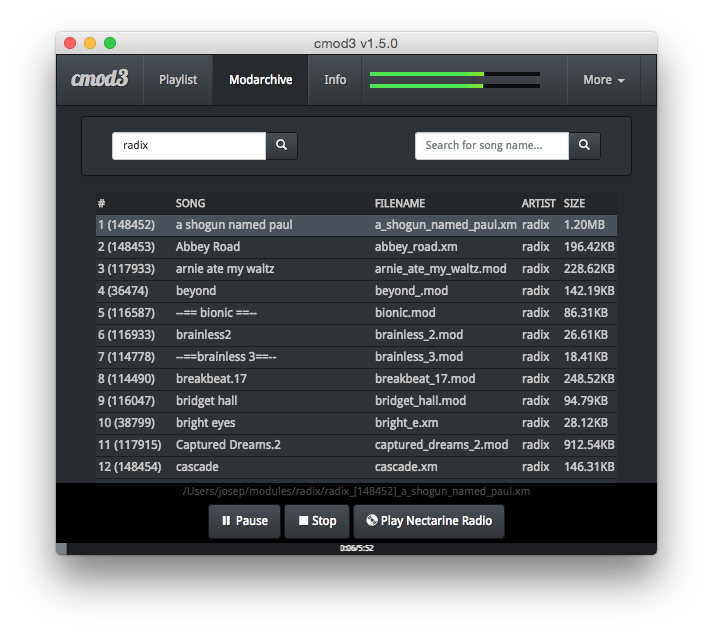 cmod3 v1.5.0
cmod3 Playlist Modarchive Info More
radix Search for song name...
# SONG FILENAME ARTIST SIZE
1 (148452) a shogun named paul a_shogun_named_paul.xm radix 1.20MB
2 (148453) Abbey Road abbey_road.xm radix 196.42KB
3 (117933) arnie ate my waltz arnie_ate_my_waltz.mod radix 228.62KB
4 (36474) beyond beyond_.mod radix 142.19KB
5 (116587) --== bionic ==-- bionic.mod radix 86.31KB
6 (116933) brainless2 brainless_2.mod radix 26.61KB
7 (114778) --==brainless 3==-- brainless_3.mod radix 18.41KB
8 (114490) breakbeat.17 breakbeat_17.mod radix 248.52KB
9 (116047) bridget hall bridget_hall.mod radix 94.79KB
10 (38799) bright eyes bright_e.xm radix 28.12KB
11 (117915) Captured Dreams.2 captured_dreams_2.mod radix 912.54KB
12 (148454) cascade cascade.xm radix 146.31KB
/Users/josep/modules/radix/radix_[148452]_a_shogun_named_paul.xm
Pause Stop Play Nectarine Radio
0:06/5:52